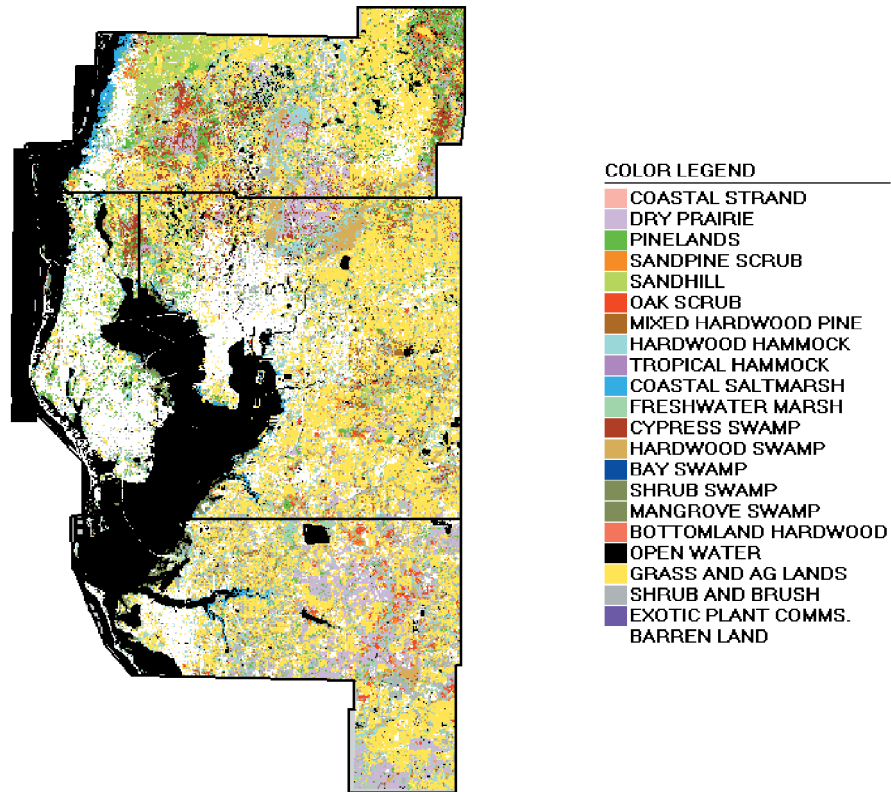 COLOR LEGEND
COASTAL STRAND
DRY PRAIRIE
PINELANDS
SANDPINE SCRUB
SANDHILL
OAK SCRUB
MIXED HARDWOOD PINE
HARDWOOD HAMMOCK
TROPICAL HAMMOCK
COASTAL SALTMARSH
FRESHWATER MARSH
CYPRESS SWAMP
HARDWOOD SWAMP
BAY SWAMP
SHRUB SWAMP
MANGROVE SWAMP
BOTTOMLAND HARDWOOD
OPEN WATER
GRASS AND AG LANDS
SHRUB AND BRUSH
EXOTIC PLANT COMMS.
BARREN LAND